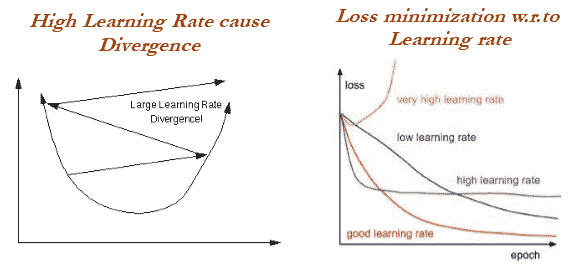 High Learning Rate cause
Divergence
Large Learning Rate
Divergence!
Loss minimization w.r.to
Learning rate
loss
very high learning rate
low learning rate
high learning rate
good learning rate
epoch